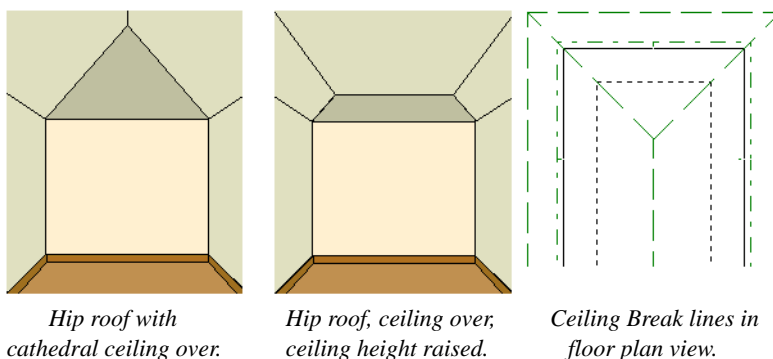 Hip roof with
cathedral ceiling over.
Hip roof, ceiling over,
ceiling height raised.
Ceiling Break lines in
floor plan view.